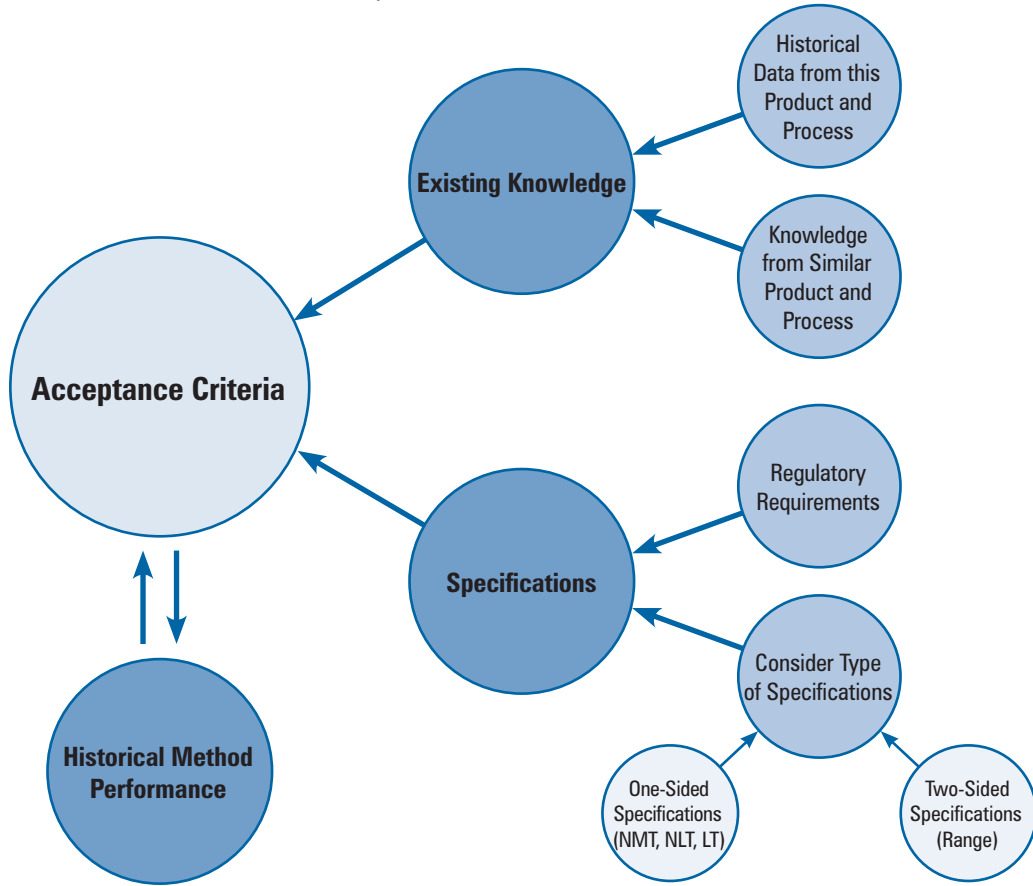 Historical
Data from this
Product and
Process
Existing Knowledge
Knowledge
from Similar
Product and
Process
Acceptance Criteria
Regulatory
Requirements
Specifications
Consider Type
of Specifications
Historical Method
Performance
One-Sided
Specifications
(NMT, NLT, LT)
Two-Sided
Specifications
(Range)